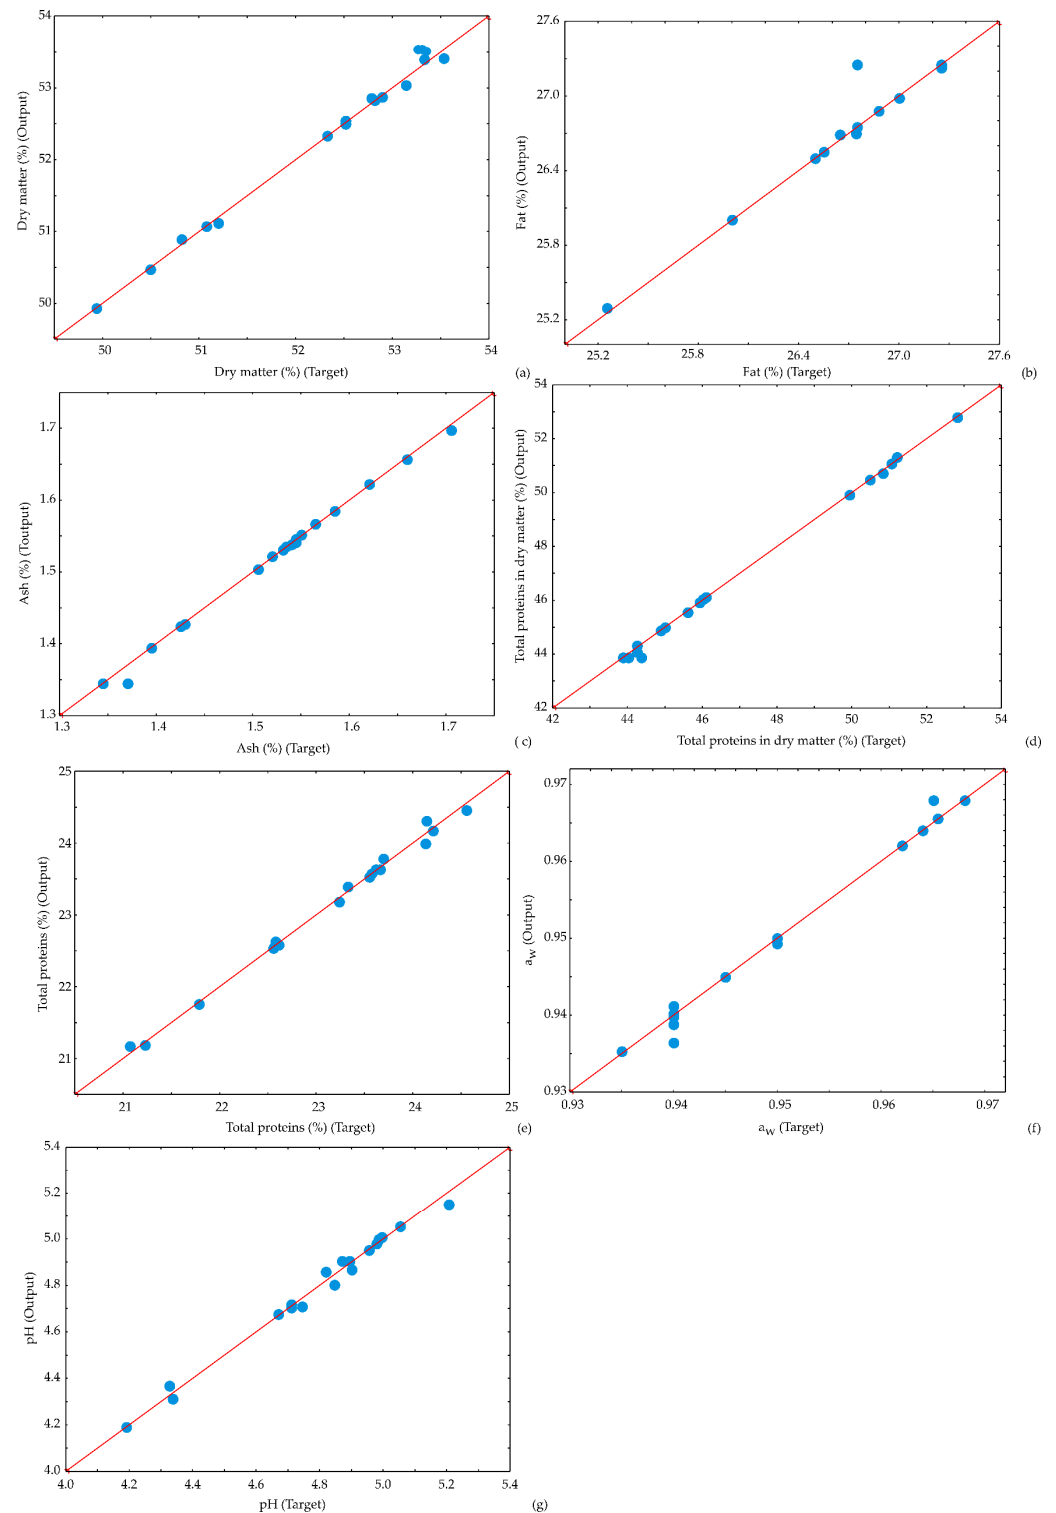 54
53
52
51
50
Dry matter (%) (Output)
50 51 52 53 54
Dry matter (%) (Target)
(a)
27.6
27.0
26.4
25.8
25.2
Fat (%) (Output)
25.2 25.8 26.4 27.0 27.6
Fat (%) (Target)
(b)
1.7
1.6
1.5
1.4
1.3
Ash (%) (Toutput)
1.3 1.4 1.5 1.6 1.7
Ash (%) (Target)
( c)
54
52
50
48
46
44
42
Total proteins in dry matter (%) (Output)
42 44 46 50 52 54
Total proteins in dry matter (%) (Target)
(d)
25
24
23
22
21
Total proteins (%) (Output)
21 22 23 24 25
Total proteins (%) (Target)
(e)
0.97
0.96
0.95
0.94
0.93
aw (Output)
0.93 0.94 0.95 0.96 0.97
aw (Target)
(f)
5.4
5.2
5.0
4.8
4.6
4.4
4.2
4.0
pH (Output)
4.0 4.2 4.4 4.6 4.8 5.0 5.2 5.4
pH (Target)
(g)